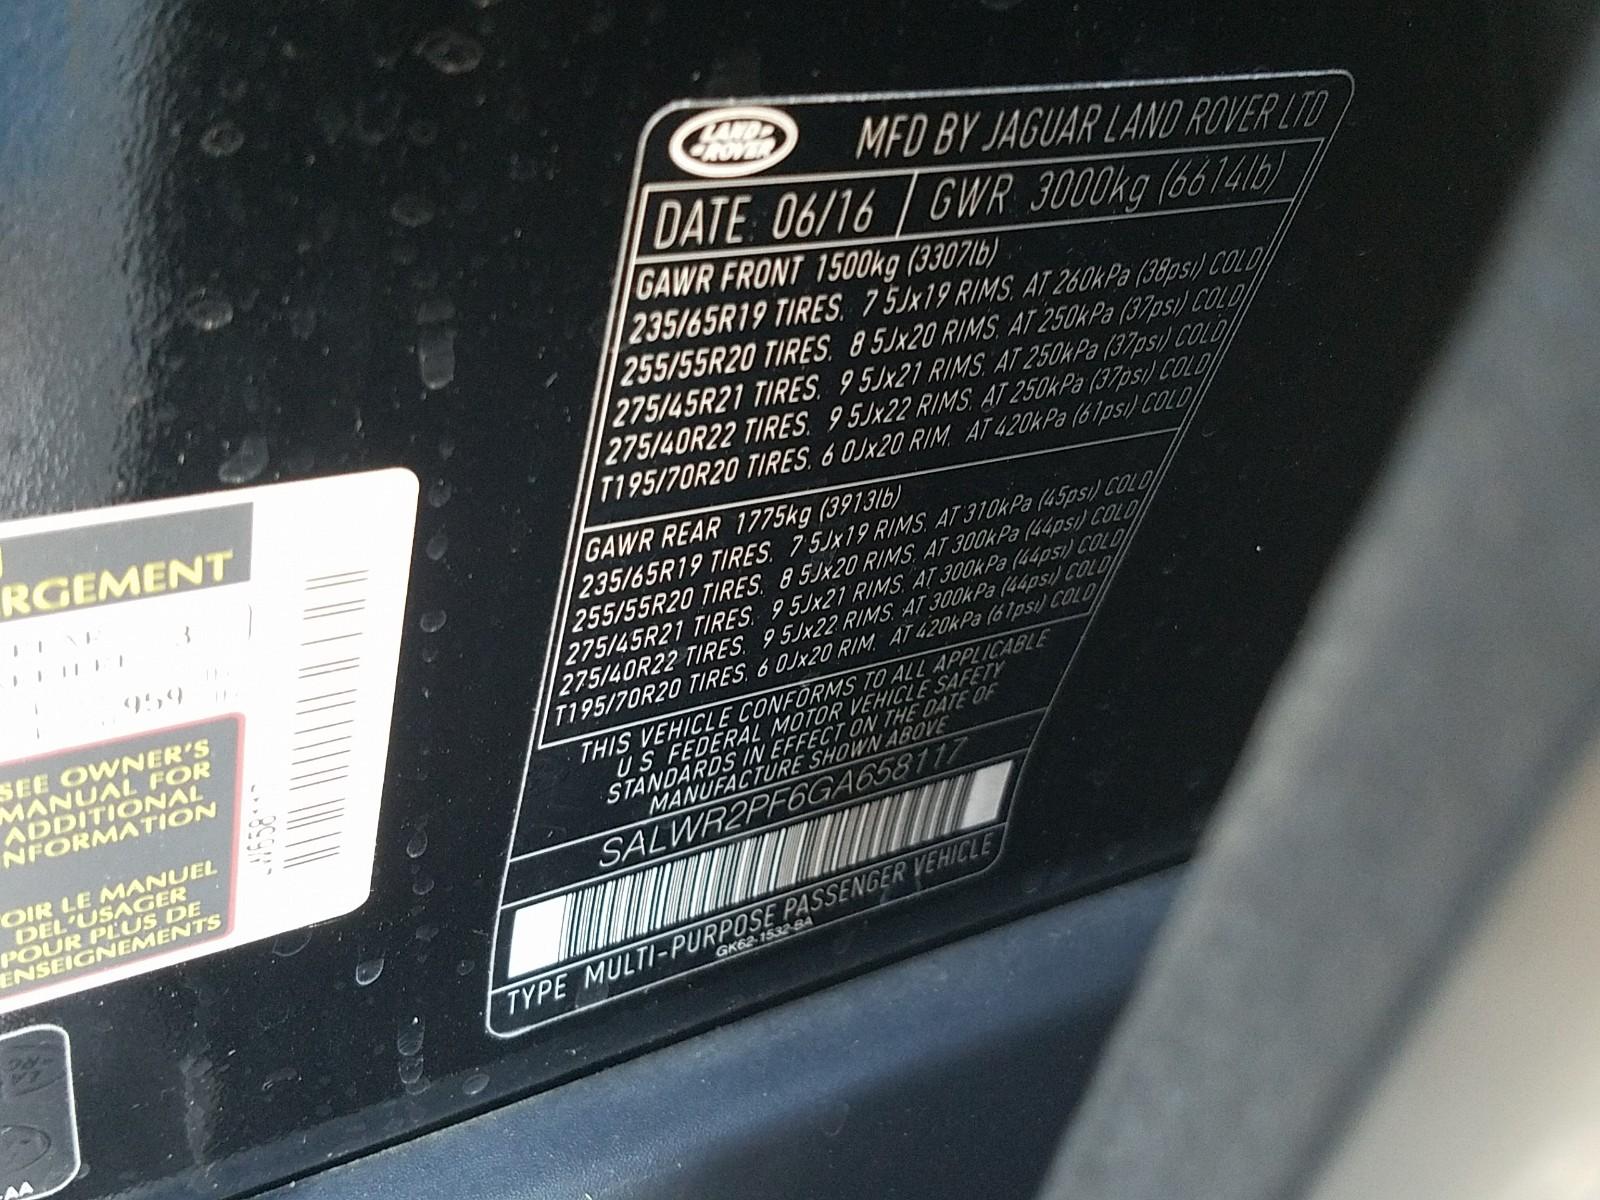 LAND ROVER
MFD BY JAGUAR LAND ROVER LTD
DATE 06/16 GWR 3000kg (6614lb)
GAWR FRONT 1500kg (3307lb)
235/65R19 TIRES. 7 5Jx19 RIMS. AT 260kPa (38psi) COLD
255/55R20 TIRES. 8 5Jx20 RIMS. AT 250kPa (37psi) COLD
275/45R21 TIRES. 9 5Jx21 RIMS. AT 250kPa (37psi) COLD
275/40R22 TIRES. 9 5Jx22 RIMS. AT 250kPa (37psi) COLD
T195/70R20 TIRES. 6 0Jx20 RIM. AT 420kPa (61psi) COLD
GAWR REAR 1775kg (3913lb)
235/65R19 TIRES. 7 5Jx19 RIMS. AT 310kPa (45psi) COLD
255/55R20 TIRES. 8 5Jx20 RIMS. AT 300kPa (44psi) COLD
275/45R21 TIRES. 9 5Jx21 RIMS. AT 300kPa (44psi) COLD
275/40R22 TIRES. 9 5Jx22 RIMS. AT 300kPa (44psi) COLD
T195/70R20 TIRES. 6 0Jx20 RIM. AT 420kPa (61psi) COLD
THIS VEHICLE CONFORMS TO ALL APPLICABLE
U S FEDERAL MOTOR VEHICLE SAFETY
STANDARDS IN EFFECT ON THE DATE OF
MANUFACTURE SHOWN ABOVE
SALWR2PF6GA658117
TYPE MULTI-PURPOSE PASSENGER VEHICLE
GK62-1532-BA
RGEMENT
3
959
SEE OWNER'S
MANUAL FOR
ADDITIONAL
INFORMATION
OIR LE MANUEL
DEL'USAGER
POUR PLUS DE
ENSEIGNEMENTS
AA